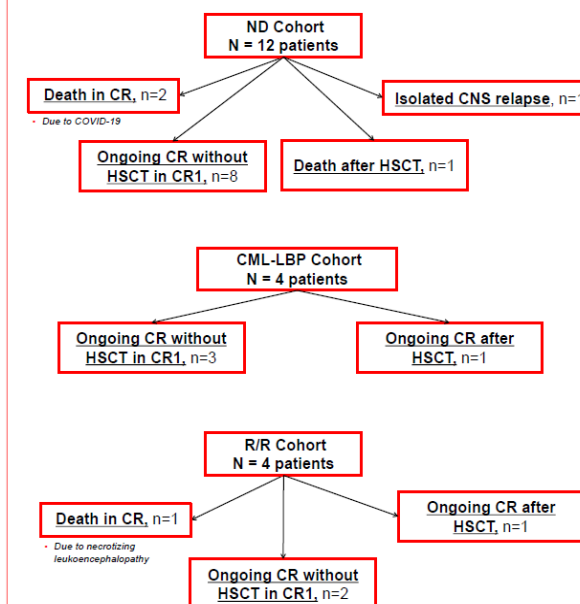 ND Cohort
N = 12 patients
Death in CR, n=2
• Due to COVID-19
Isolated CNS relapse, n=1
Ongoing CR without
HSCT in CR1, n=8
Death after HSCT, n=1
CML-LBP Cohort
N = 4 patients
Ongoing CR without
HSCT in CR1, n=3
Ongoing CR after
HSCT, n=1
R/R Cohort
N = 4 patients
Death in CR, n=1
• Due to necrotizing
leukoencephalopathy
Ongoing CR after
HSCT, n=1
Ongoing CR without
HSCT in CR1, n=2